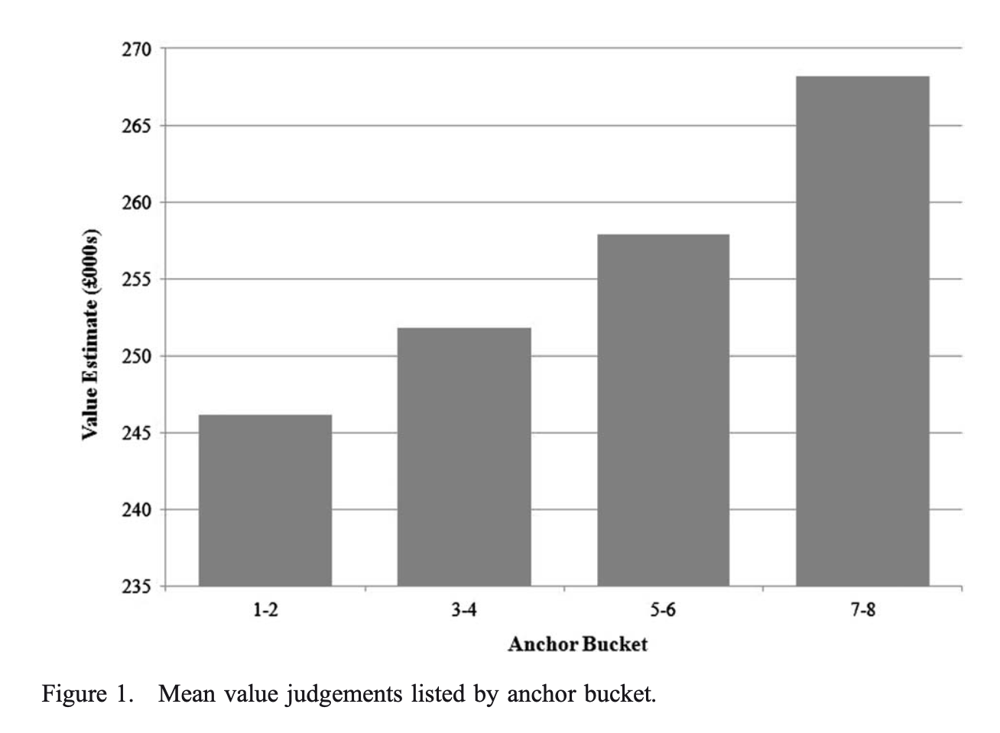 270
265
260
255
250
245
240
235
Value Estimate (£000s)
1-2 3-4 5-6 7-8
Anchor Bucket
Figure 1. Mean value judgements listed by anchor bucket.